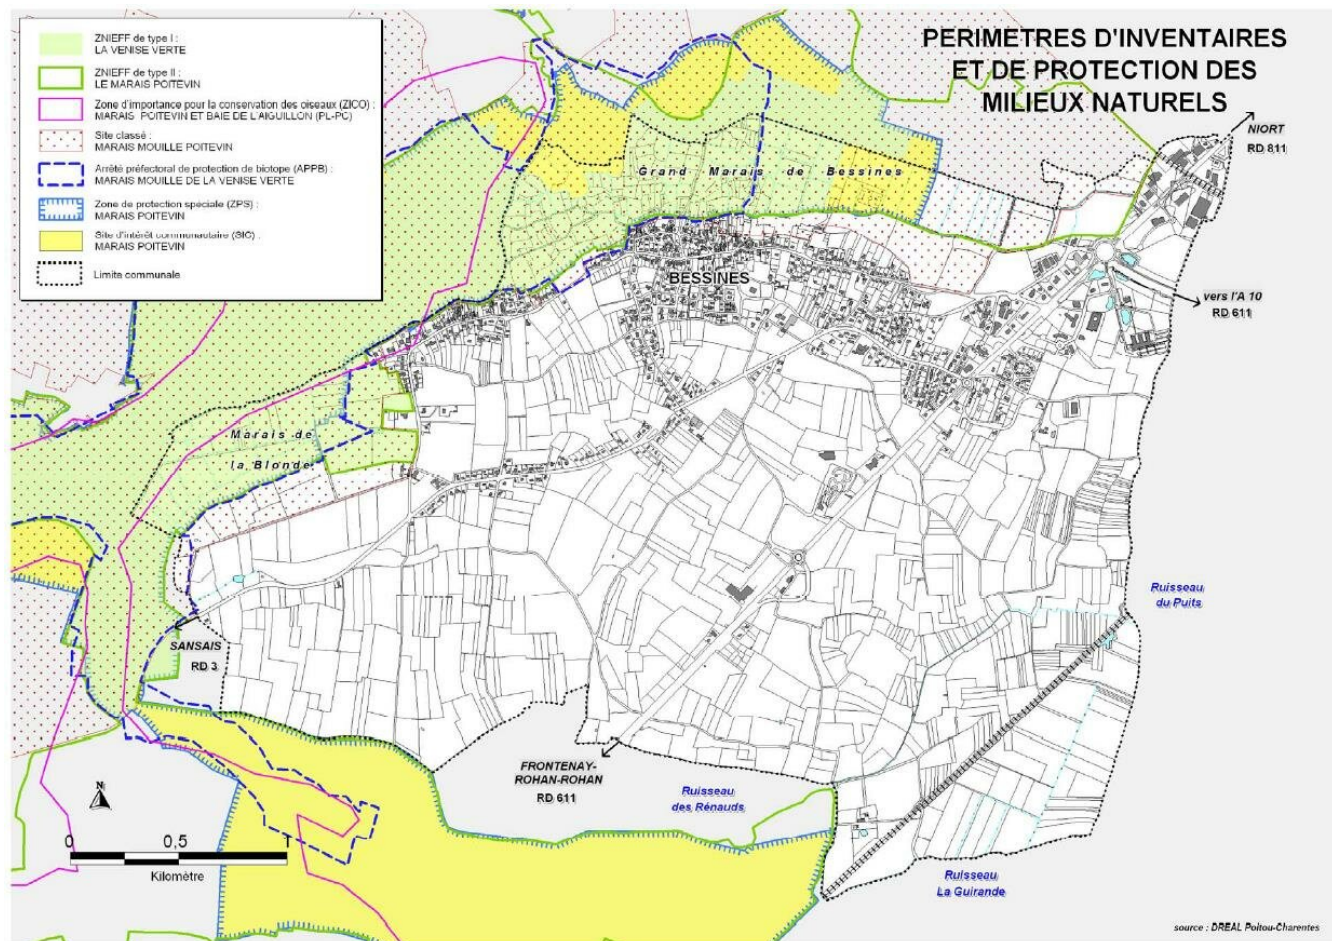 PERIMETRES D'INVENTAIRES
ET DE PROTECTION DES
MILIEUX NATURELS
ZNIEFF de type I :
LA VENISE VERTE
ZNIEFF de type II :
LE MARAIS POITEVIN
Zone d'importance pour la conservation des oiseaux (ZICO) :
MARAIS POITEVIN ET BAIE DE L'AIGUILLON (PL-PC)
Site classé :
MARAIS MOUILLE POITEVIN
Arrêté préfectoral de protection de biotope (APPB) :
MARAIS MOUILLE DE LA VENISE VERTE
Zone de protection spéciale (ZPS) :
MARAIS POITEVIN
Site d'intérêt communautaire (SIC) :
MARAIS POITEVIN
Limite communale
NIORT
RD 811
Grand Marais de Bessines
BESSINES
vers l'A 10
RD 611
Marais de
la Blonde
Ruisseau
du Puits
SANSAIS
RD 3
FRONTENAY-
ROHAN-ROHAN
RD 611
Ruisseau
des Rénauds
N
0 0,5 1
Kilomètre
Ruisseau
La Guirande
source : DREAL Poitou-Charentes